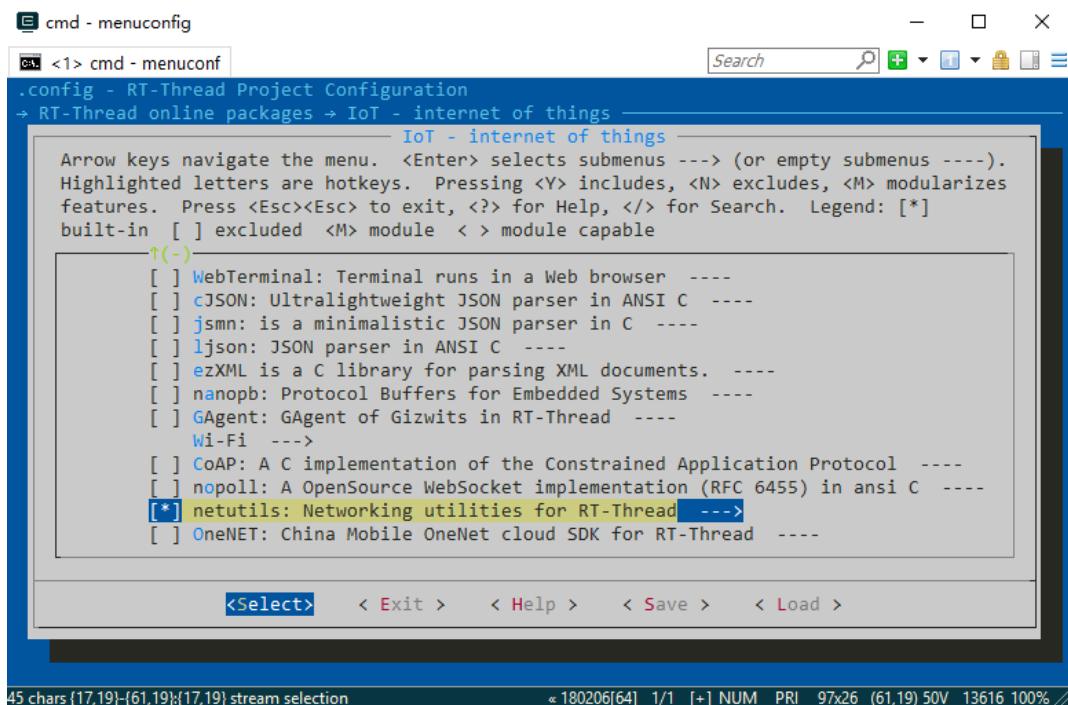 cmd - menuconfig
<1> cmd - menuconf
Search
.config - RT-Thread Project Configuration
→ RT-Thread online packages → IoT - internet of things
IoT - internet of things
Arrow keys navigate the menu.  <Enter> selects submenus ---> (or empty submenus ----).
Highlighted letters are hotkeys.  Pressing <Y> includes, <N> excludes, <M> modularizes
features.  Press <Esc><Esc> to exit, <?> for Help, </> for Search.  Legend: [*]
built-in  [ ] excluded  <M> module  < > module capable
↑(-)
[ ] WebTerminal: Terminal runs in a Web browser  ----
[ ] cJSON: Ultralightweight JSON parser in ANSI C  ----
[ ] jsmn: is a minimalistic JSON parser in C  ----
[ ] ljson: JSON parser in ANSI C  ----
[ ] ezXML is a C library for parsing XML documents.  ----
[ ] nanopb: Protocol Buffers for Embedded Systems  ----
[ ] GAgent: GAgent of Gizwits in RT-Thread  ----
Wi-Fi  --->
[ ] CoAP: A C implementation of the Constrained Application Protocol  ----
[ ] nopoll: A OpenSource WebSocket implementation (RFC 6455) in ansi C  ----
[*] netutils: Networking utilities for RT-Thread  --->
[ ] OneNET: China Mobile OneNet cloud SDK for RT-Thread  ----
<Select>    < Exit >    < Help >    < Save >    < Load >
45 chars {17,19}-{61,19};{17,19} stream selection    « 180206[64]  1/1  [+] NUM  PRI  97x26  (61,19) 50V  13616 100%